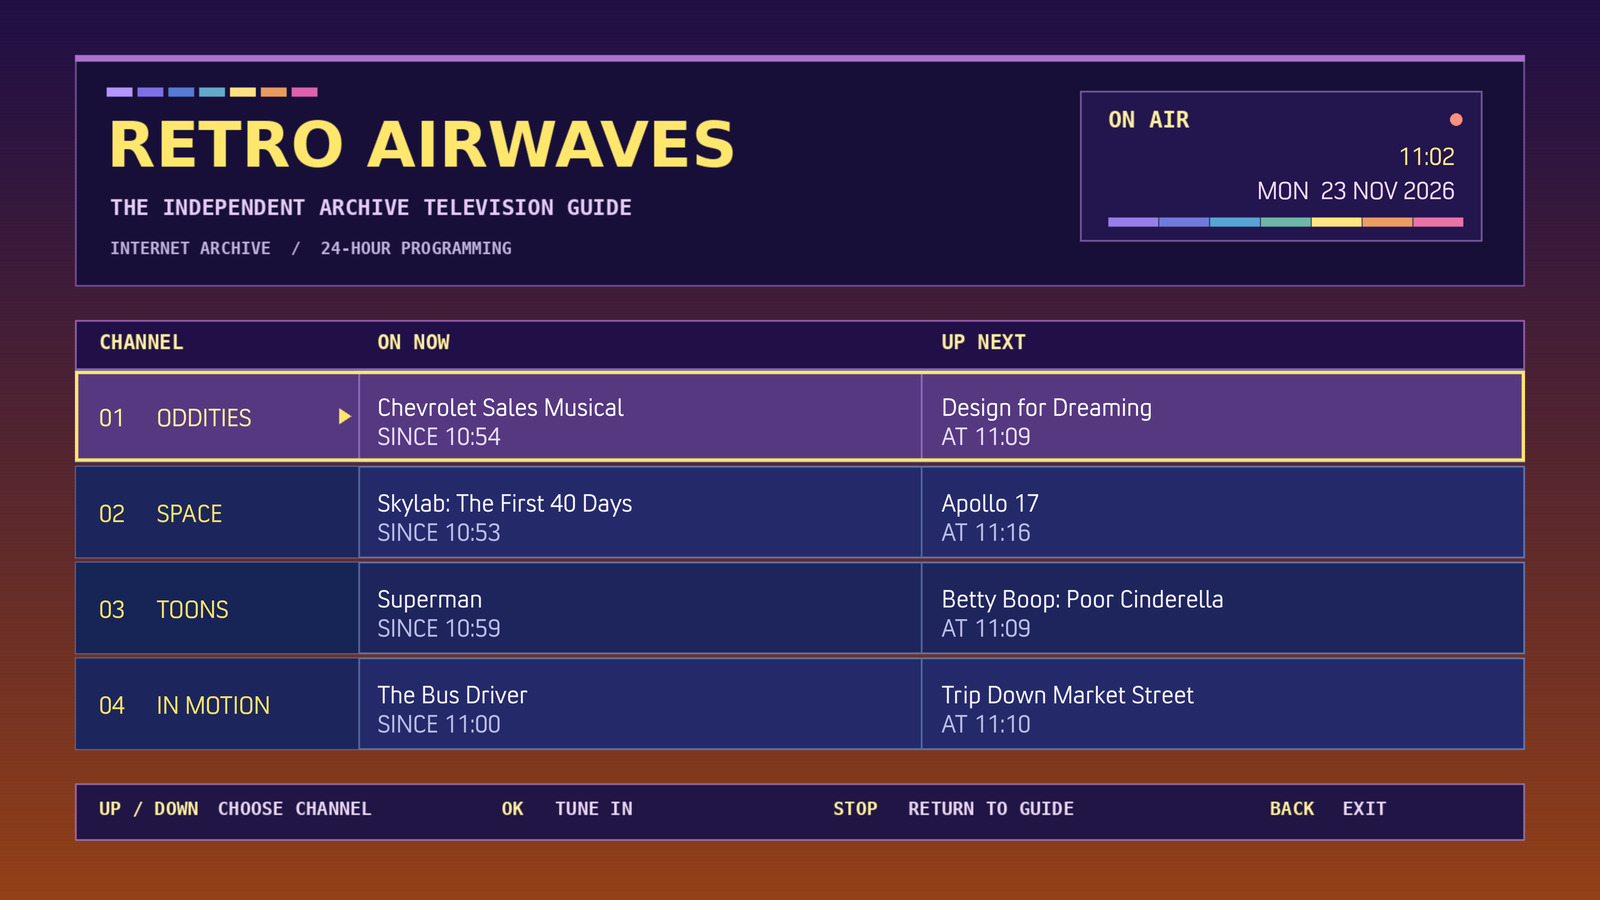 RETRO AIRWAVES
THE INDEPENDENT ARCHIVE TELEVISION GUIDE
INTERNET ARCHIVE / 24-HOUR PROGRAMMING
ON AIR
11:02
MON 23 NOV 2026
CHANNEL ON NOW UP NEXT
01 ODDITIES
Chevrolet Sales Musical
SINCE 10:54
Design for Dreaming
AT 11:09
02 SPACE
Skylab: The First 40 Days
SINCE 10:53
Apollo 17
AT 11:16
03 TOONS
Superman
SINCE 10:59
Betty Boop: Poor Cinderella
AT 11:09
04 IN MOTION
The Bus Driver
SINCE 11:00
Trip Down Market Street
AT 11:10
UP / DOWN CHOOSE CHANNEL OK TUNE IN STOP RETURN TO GUIDE BACK EXIT